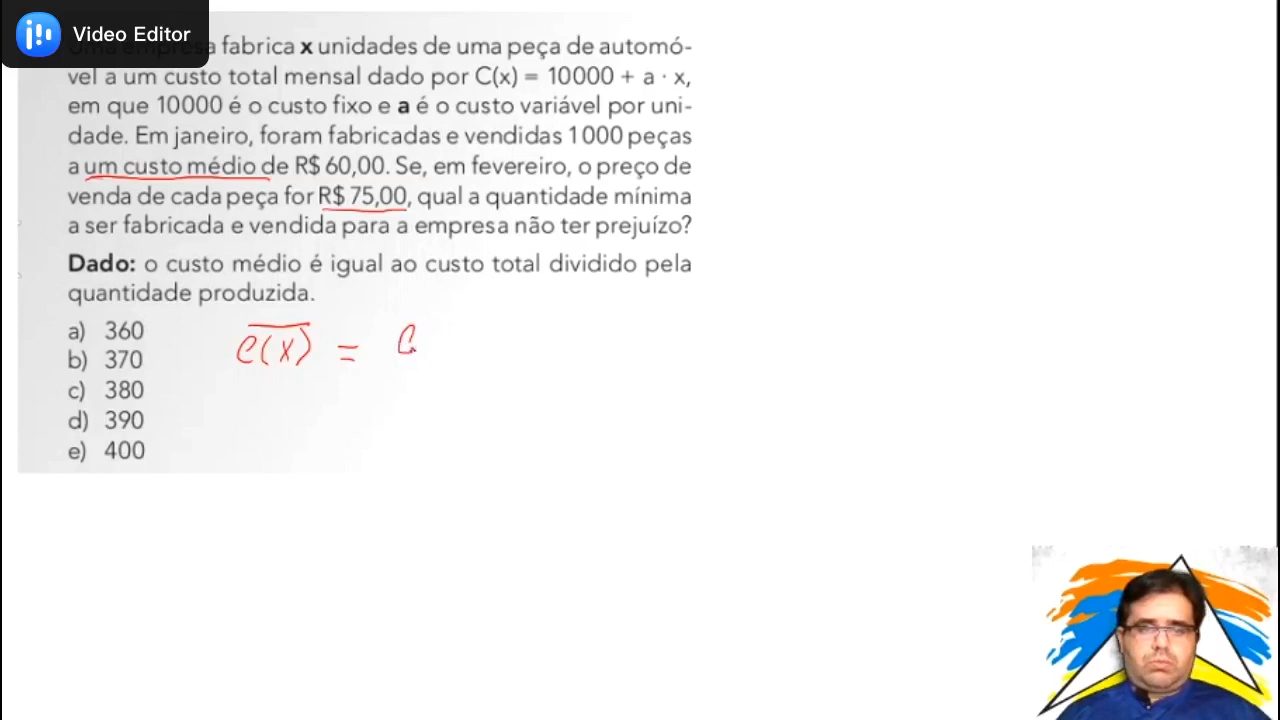 Video Editor
Uma empresa fabrica x unidades de uma peça de automó-
vel a um custo total mensal dado por C(x) = 10000 + a · x,
em que 10000 é o custo fixo e a é o custo variável por uni-
dade. Em janeiro, foram fabricadas e vendidas 1000 peças
a um custo médio de R$ 60,00. Se, em fevereiro, o preço de
venda de cada peça for R$ 75,00, qual a quantidade mínima
a ser fabricada e vendida para a empresa não ter prejuízo?
Dado: o custo médio é igual ao custo total dividido pela
quantidade produzida.
a) 360
b) 370
c) 380
d) 390
e) 400
C(x) = C